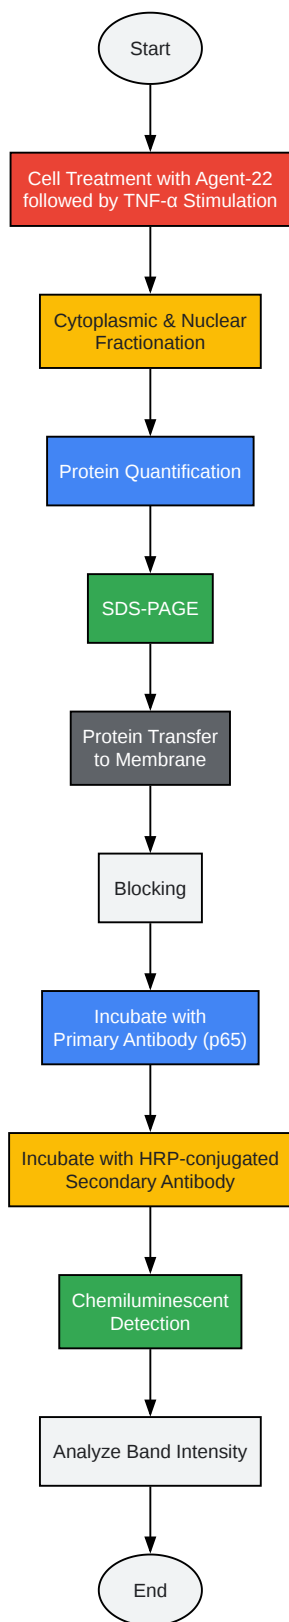 Start
Cell Treatment with Agent-22
followed by TNF-α Stimulation
Cytoplasmic & Nuclear
Fractionation
Protein Quantification
SDS-PAGE
Protein Transfer
to Membrane
Blocking
Incubate with
Primary Antibody (p65)
Incubate with HRP-conjugated
Secondary Antibody
Chemiluminescent
Detection
Analyze Band Intensity
End